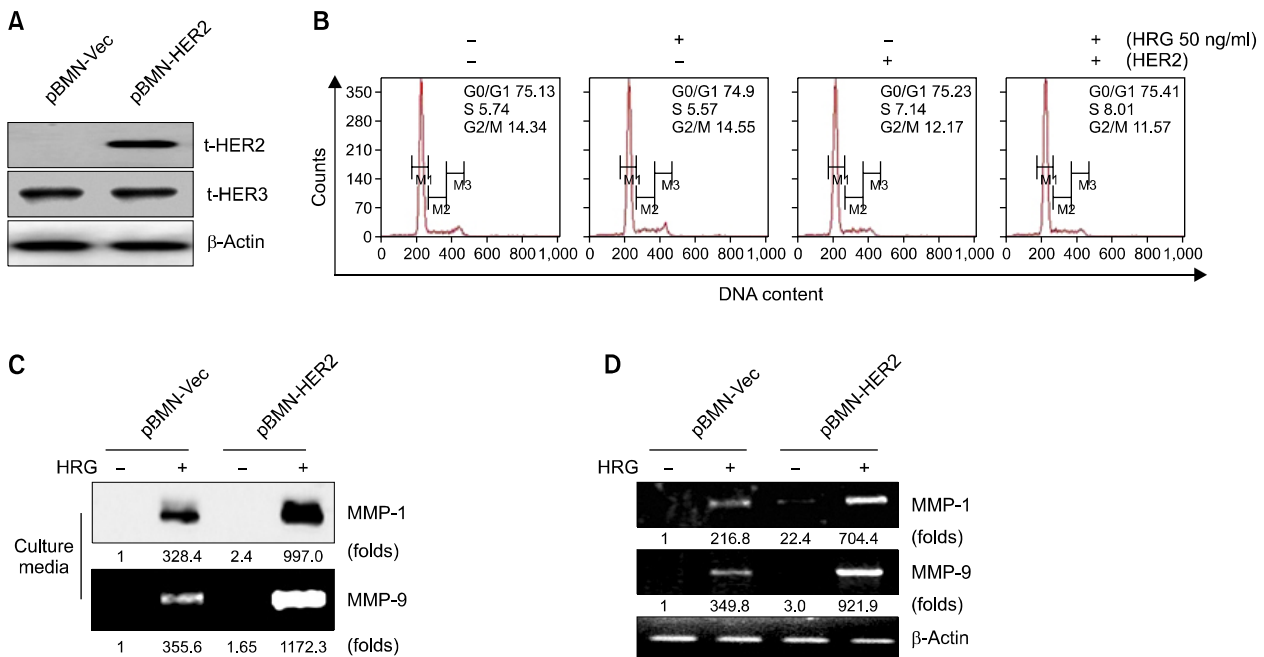 A
pBMN-Vec
pBMN-HER2
t-HER2
t-HER3
β-Actin
B
– + – + (HRG 50 ng/ml)
– – + + (HER2)
Counts
350
280
210
140
70
0
G0/G1 75.13
S 5.74
G2/M 14.34
M1
M2
M3
0 200 400 600 800 1,000
G0/G1 74.9
S 5.57
G2/M 14.55
M1
M2
M3
0 200 400 600 800 1,000
G0/G1 75.23
S 7.14
G2/M 12.17
M1
M2
M3
0 200 400 600 800 1,000
G0/G1 75.41
S 8.01
G2/M 11.57
M1
M2
M3
0 200 400 600 800 1,000
DNA content
C
pBMN-Vec
pBMN-HER2
HRG – + – +
Culture
media
MMP-1
1 328.4 2.4 997.0 (folds)
MMP-9
1 355.6 1.65 1172.3 (folds)
D
pBMN-Vec
pBMN-HER2
HRG – + – +
MMP-1
1 216.8 22.4 704.4 (folds)
MMP-9
1 349.8 3.0 921.9 (folds)
β-Actin